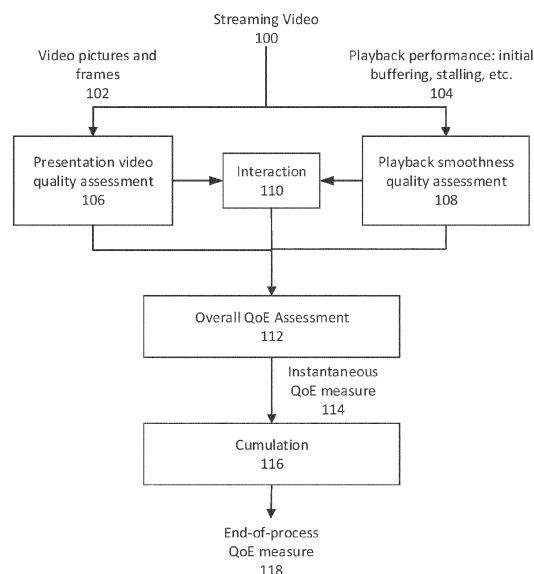 Streaming Video
100
Video pictures and
frames
102
Playback performance: initial
buffering, stalling, etc.
104
Presentation video
quality assessment
106
Interaction
110
Playback smoothness
quality assessment
108
Overall QoE Assessment
112
Instantaneous
QoE measure
114
Cumulation
116
End-of-process
QoE measure
118